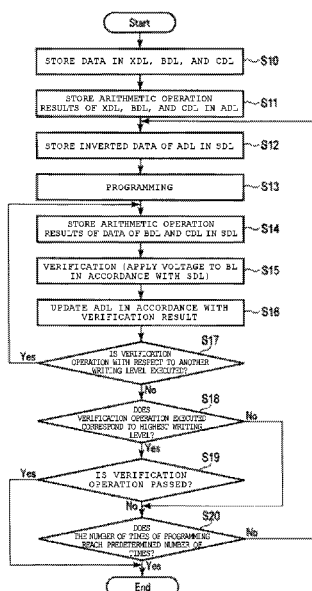 Start
STORE DATA IN XDL, BDL, AND CDL
S10
STORE ARITHMETIC OPERATION
RESULTS OF XDL, BDL, AND CDL IN ADL
S11
STORE INVERTED DATA OF ADL IN SDL
S12
PROGRAMMING
S13
STORE ARITHMETIC OPERATION
RESULTS OF DATA OF BDL AND CDL IN SDL
S14
VERIFICATION (APPLY VOLTAGE TO BL
IN ACCORDANCE WITH SDL)
S15
UPDATE ADL IN ACCORDANCE WITH
VERIFICATION RESULT
S16
S17
Yes
IS VERIFICATION
OPERATION WITH RESPECT TO ANOTHER
WRITING LEVEL EXECUTED?
No
S18
DOES
VERIFICATION OPERATION EXECUTED
CORRESPOND TO HIGHEST WRITING
LEVEL?
No
Yes
S19
Yes
IS VERIFICATION
OPERATION PASSED?
No
S20
DOES
THE NUMBER OF TIMES OF PROGRAMMING
REACH PREDETERMINED NUMBER OF
TIMES?
No
Yes
End